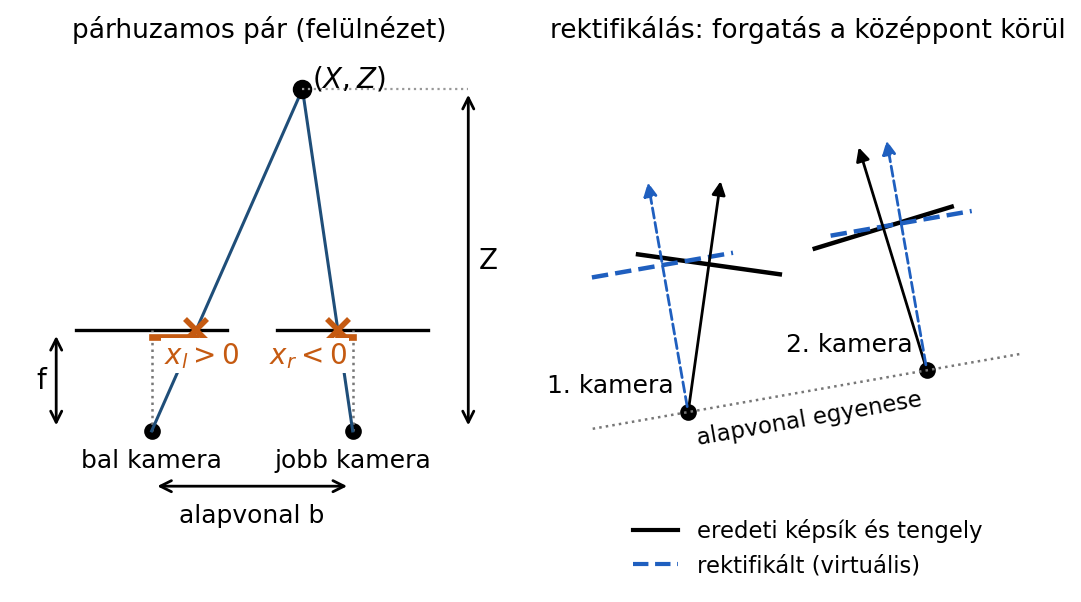 párhuzamos pár (felülnézet)
(X, Z)
Z
x_l > 0
x_r < 0
f
bal kamera
jobb kamera
alapvonal b
rektifikálás: forgatás a középpont körül
2. kamera
1. kamera
alapvonal egyenese
eredeti képsík és tengely
rektifikált (virtuális)